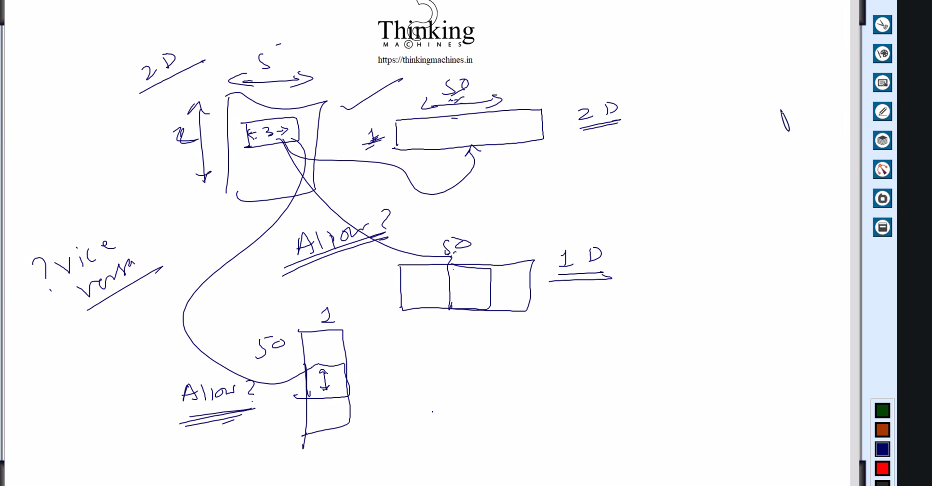 Thinking
MACHINES
https://thinkingmachines.in
2D
5
50
3
1
2D
Allow?
50
1D
? vice
versa
1
50
Allow?